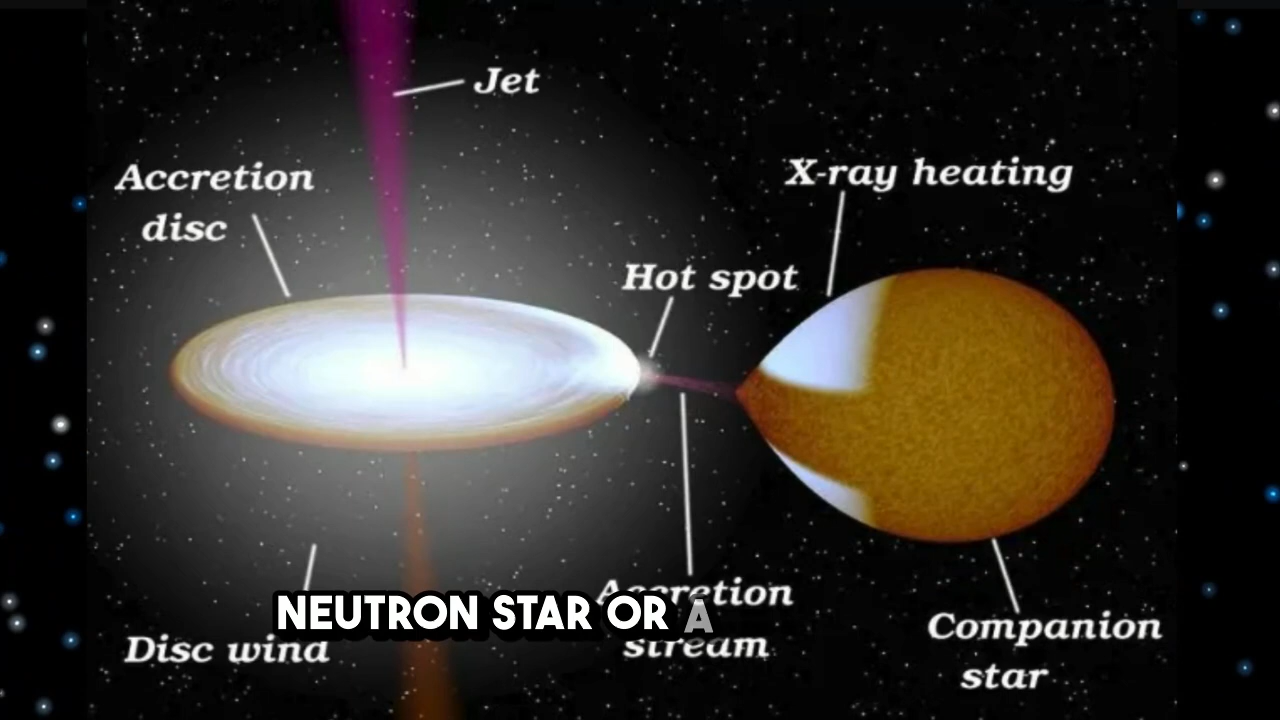 Jet
Accretion
disc
X-ray heating
Hot spot
Accretion
stream
NEUTRON STAR OR A
Disc wind
Companion
star